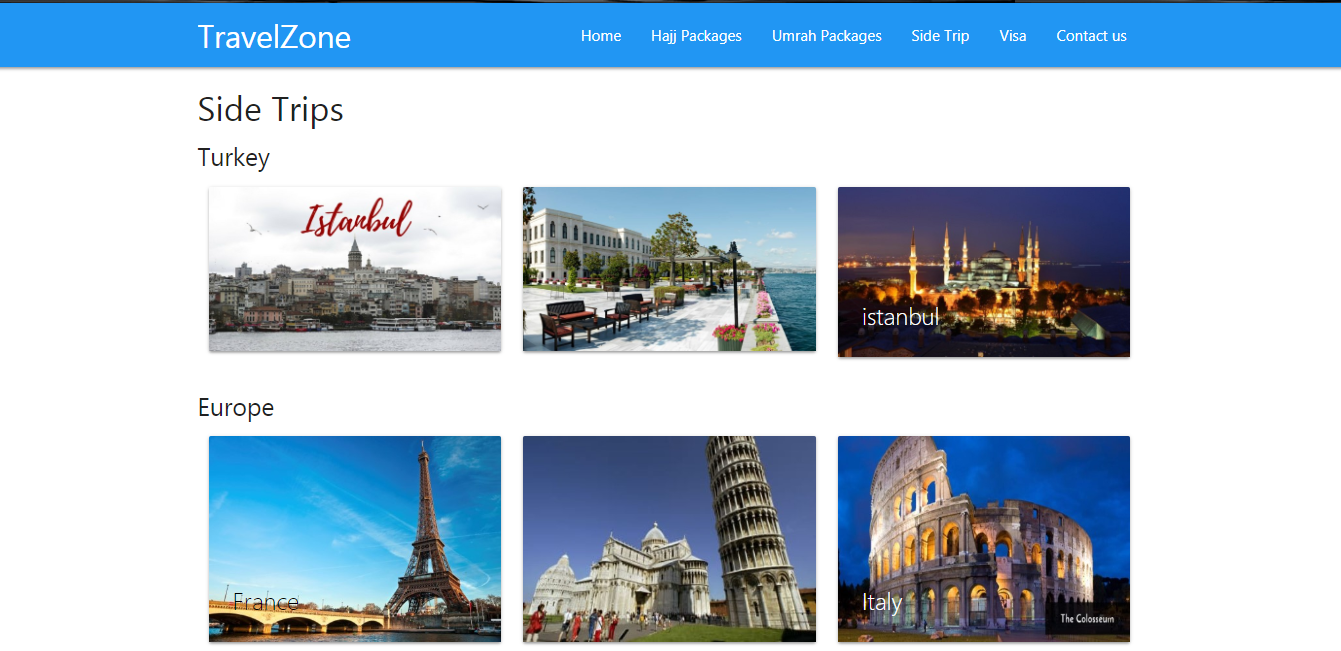 TravelZone
Home Hajj Packages Umrah Packages Side Trip Visa Contact us
Side Trips
Turkey
Istanbul
istanbul
Europe
France
Italy
The Colosseum